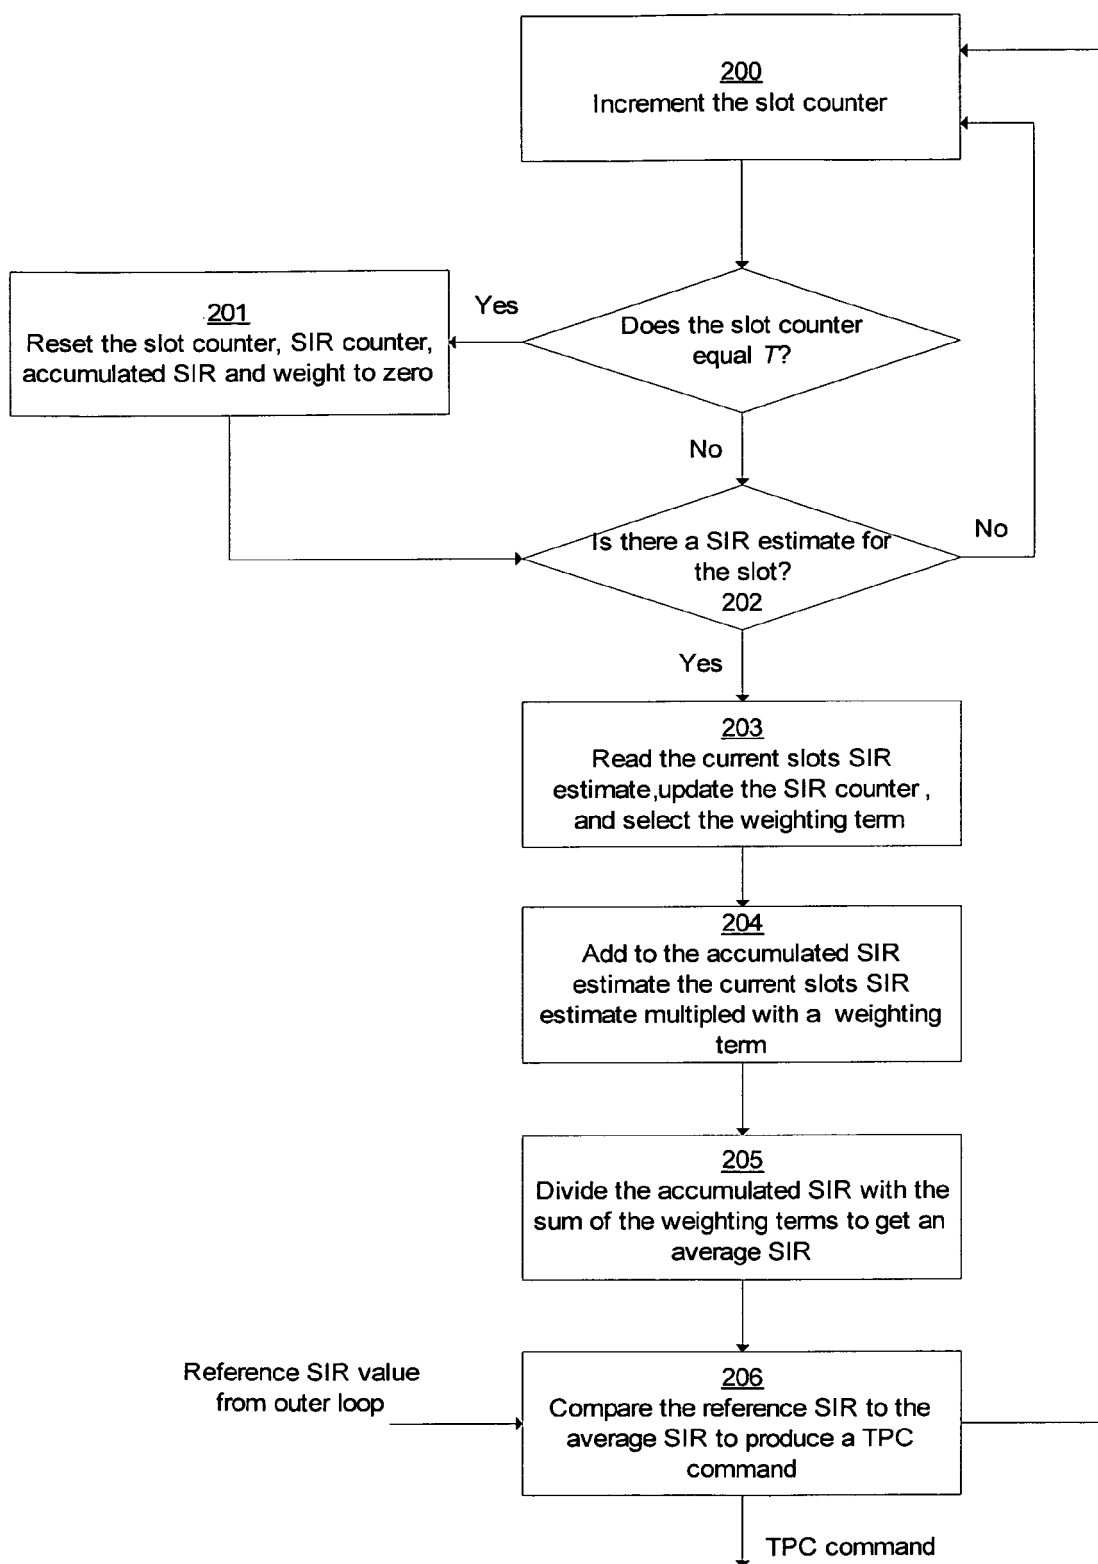 200
Increment the slot counter
Yes
201
Reset the slot counter, SIR counter,
accumulated SIR and weight to zero
Does the slot counter
equal T?
No
Is there a SIR estimate for
the slot?
202
No
Yes
203
Read the current slots SIR
estimate,update the SIR counter ,
and select the weighting term
204
Add to the accumulated SIR
estimate the current slots SIR
estimate multipled with a weighting
term
205
Divide the accumulated SIR with the
sum of the weighting terms to get an
average SIR
Reference SIR value
from outer loop
206
Compare the reference SIR to the
average SIR to produce a TPC
command
TPC command